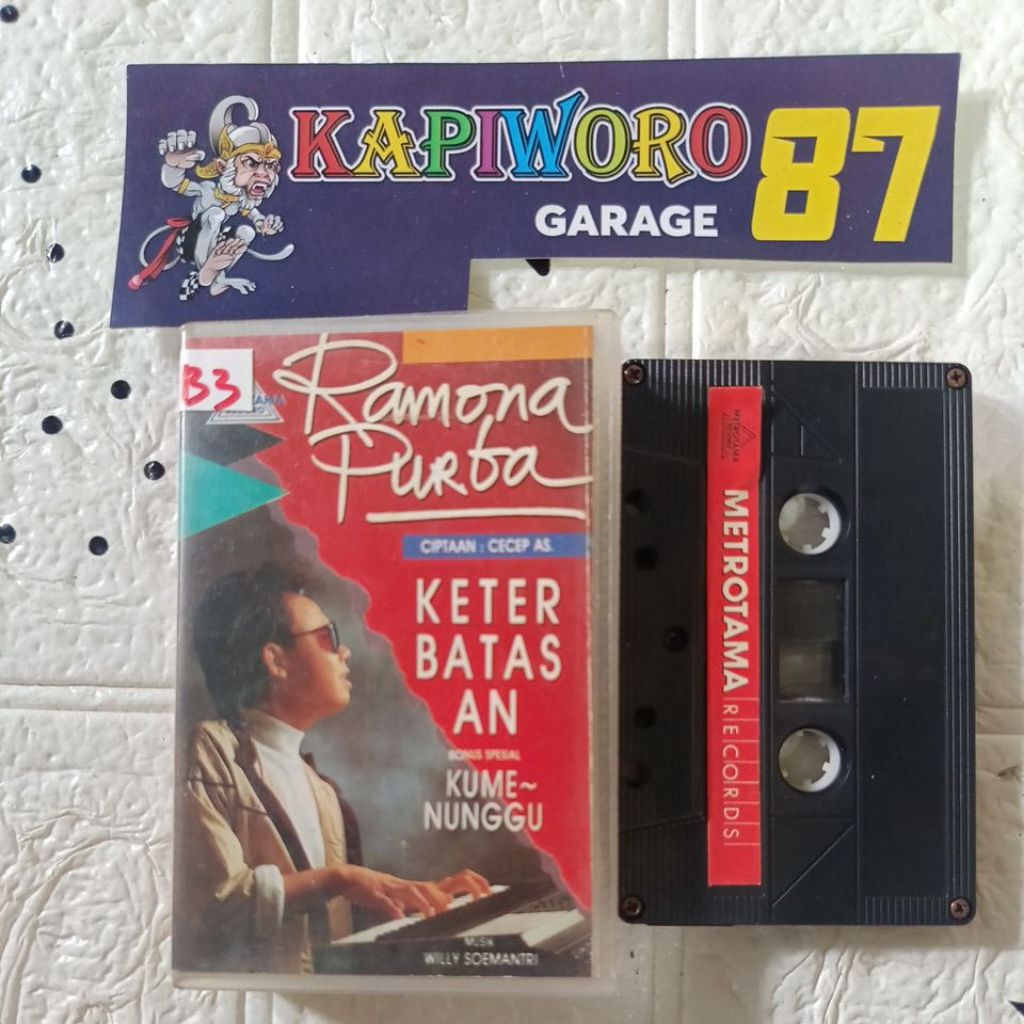 KAPIWORO 87
GARAGE
B3
Ramona
Purba
CIPTAAN : CECEP AS.
KETER
BATAS
AN
BONUS SPESIAL
KUME~
NUNGGU
MUSIK
WILLY SOEMANTRI
METROTAMA
METROTAMA RECORDS